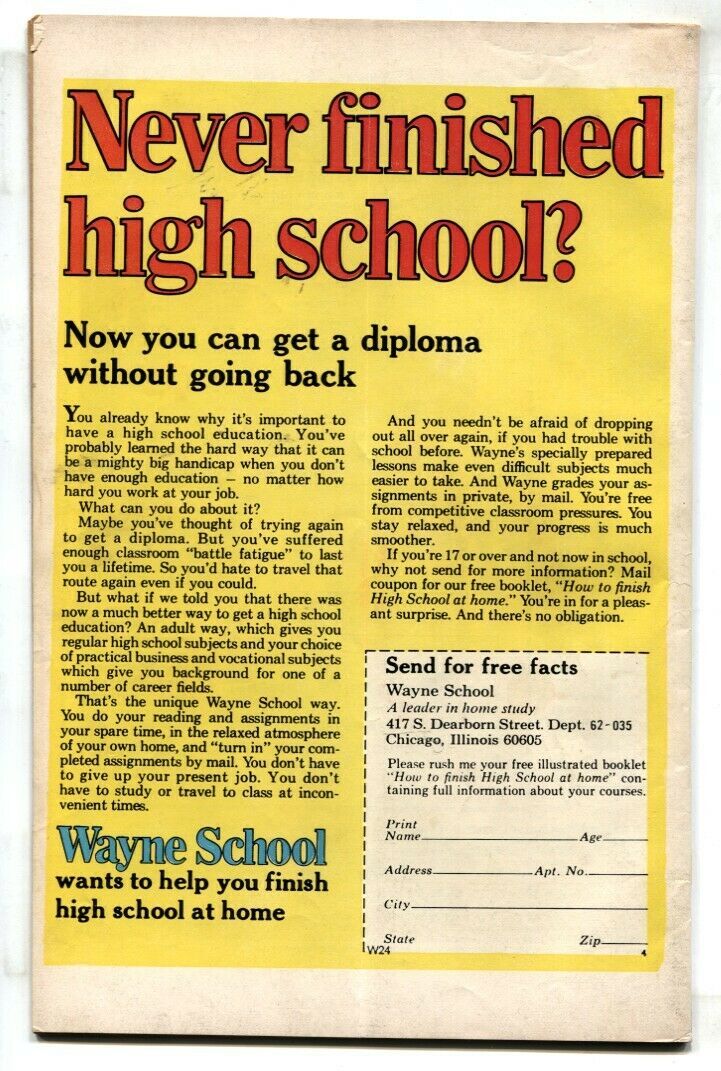 Never finished
high school?
Now you can get a diploma
without going back
You already know why it's important to
have a high school education. You've
probably learned the hard way that it can
be a mighty big handicap when you don't
have enough education – no matter how
hard you work at your job.
What can you do about it?
Maybe you've thought of trying again
to get a diploma. But you've suffered
enough classroom "battle fatigue" to last
you a lifetime. So you'd hate to travel that
route again even if you could.
But what if we told you that there was
now a much better way to get a high school
education? An adult way, which gives you
regular high school subjects and your choice
of practical business and vocational subjects
which give you background for one of a
number of career fields.
That's the unique Wayne School way.
You do your reading and assignments in
your spare time, in the relaxed atmosphere
of your own home, and "turn in" your com-
pleted assignments by mail. You don't have
to give up your present job. You don't
have to study or travel to class at incon-
venient times.
Wayne School
wants to help you finish
high school at home
And you needn't be afraid of dropping
out all over again, if you had trouble with
school before. Wayne's specially prepared
lessons make even difficult subjects much
easier to take. And Wayne grades your as-
signments in private, by mail. You're free
from competitive classroom pressures. You
stay relaxed, and your progress is much
smoother.
If you're 17 or over and not now in school,
why not send for more information? Mail
coupon for our free booklet, "How to finish
High School at home." You're in for a pleas-
ant surprise. And there's no obligation.
Send for free facts
Wayne School
A leader in home study
417 S. Dearborn Street. Dept. 62-035
Chicago, Illinois 60605
Please rush me your free illustrated booklet
"How to finish High School at home" con-
taining full information about your courses.
Print
Name Age
Address Apt. No.
City
State Zip
W24 4